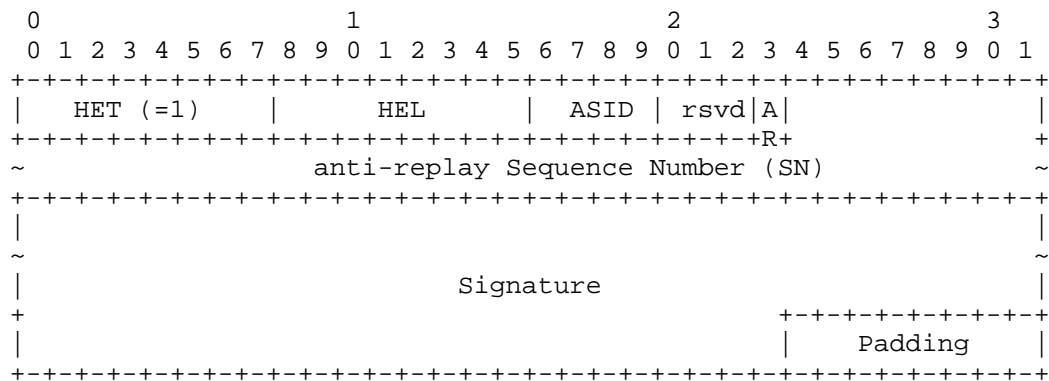 0                   1                   2                   3
 0 1 2 3 4 5 6 7 8 9 0 1 2 3 4 5 6 7 8 9 0 1 2 3 4 5 6 7 8 9 0 1
+-+-+-+-+-+-+-+-+-+-+-+-+-+-+-+-+-+-+-+-+-+-+-+-+-+-+-+-+-+-+-+-+
|   HET (=1)    |      HEL      |  ASID | rsvd|A|               |
+-+-+-+-+-+-+-+-+-+-+-+-+-+-+-+-+-+-+-+-+-+-+-+R+               +
~                  anti-replay Sequence Number (SN)             ~
+-+-+-+-+-+-+-+-+-+-+-+-+-+-+-+-+-+-+-+-+-+-+-+-+-+-+-+-+-+-+-+-+
|                                                               |
~                                                               ~
|                           Signature                           |
+                                               +-+-+-+-+-+-+-+-+
|                                               |    Padding    |
+-+-+-+-+-+-+-+-+-+-+-+-+-+-+-+-+-+-+-+-+-+-+-+-+-+-+-+-+-+-+-+-+